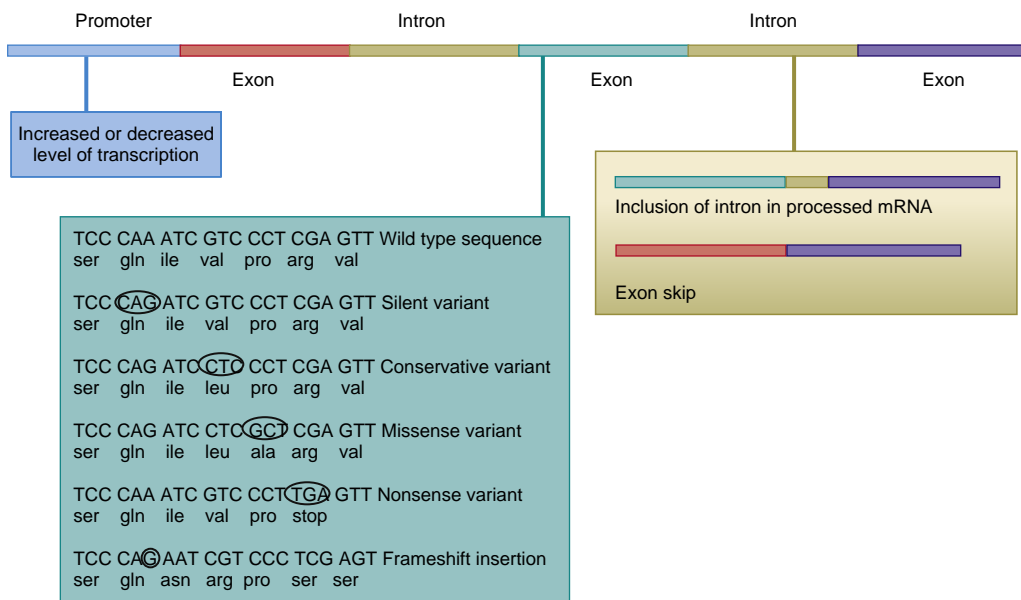 Promoter Intron Intron
Exon Exon Exon
Increased or decreased
level of transcription
TCC CAA ATC GTC CCT CGA GTT Wild type sequence
ser gln ile val pro arg val
TCC CAG ATC GTC CCT CGA GTT Silent variant
ser gln ile val pro arg val
TCC CAG ATC CTC CCT CGA GTT Conservative variant
ser gln ile leu pro arg val
TCC CAG ATC CTC GCT CGA GTT Missense variant
ser gln ile leu ala arg val
TCC CAA ATC GTC CCT TGA GTT Nonsense variant
ser gln ile val pro stop
TCC CAG AAT CGT CCC TCG AGT Frameshift insertion
ser gln asn arg pro ser ser
Inclusion of intron in processed mRNA
Exon skip